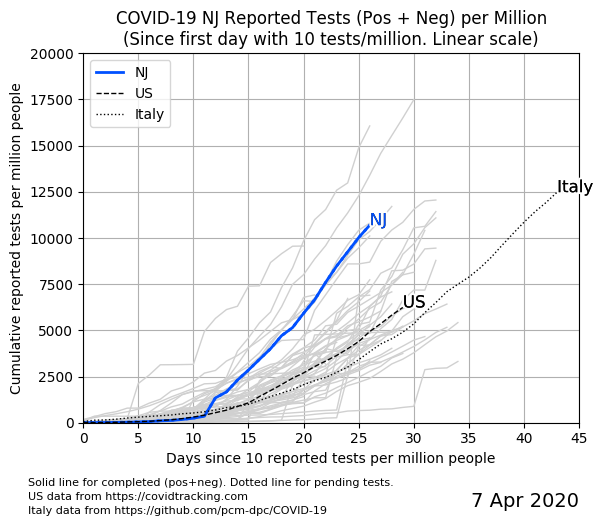 COVID-19 NJ Reported Tests (Pos + Neg) per Million
(Since first day with 10 tests/million. Linear scale)
Cumulative reported tests per million people
20000
17500
15000
12500
10000
7500
5000
2500
0
NJ
US
Italy
Italy
NJ
US
0 5 10 15 20 25 30 35 40 45
Days since 10 reported tests per million people
Solid line for completed (pos+neg). Dotted line for pending tests.
US data from https://covidtracking.com
Italy data from https://github.com/pcm-dpc/COVID-19
7 Apr 2020